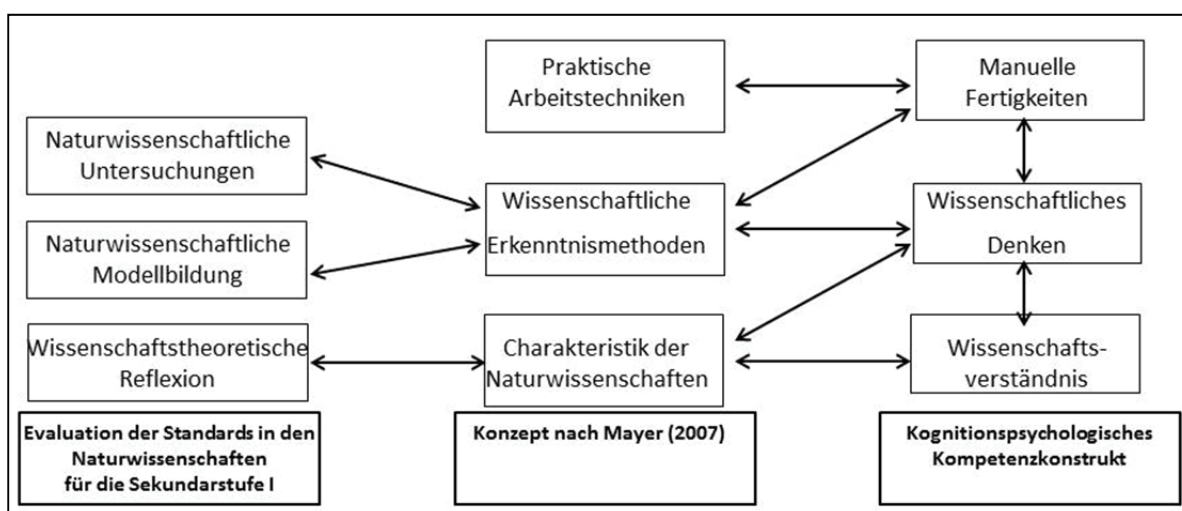 Praktische
Arbeitstechniken
Manuelle
Fertigkeiten
Naturwissenschaftliche
Untersuchungen
Wissenschaftliche
Erkenntnismethoden
Wissenschaftliches
Denken
Naturwissenschaftliche
Modellbildung
Wissenschaftstheoretische
Reflexion
Charakteristik der
Naturwissenschaften
Wissenschafts-
verständnis
Evaluation der Standards in den
Naturwissenschaften
für die Sekundarstufe I
Konzept nach Mayer (2007)
Kognitionspsychologisches
Kompetenzkonstrukt